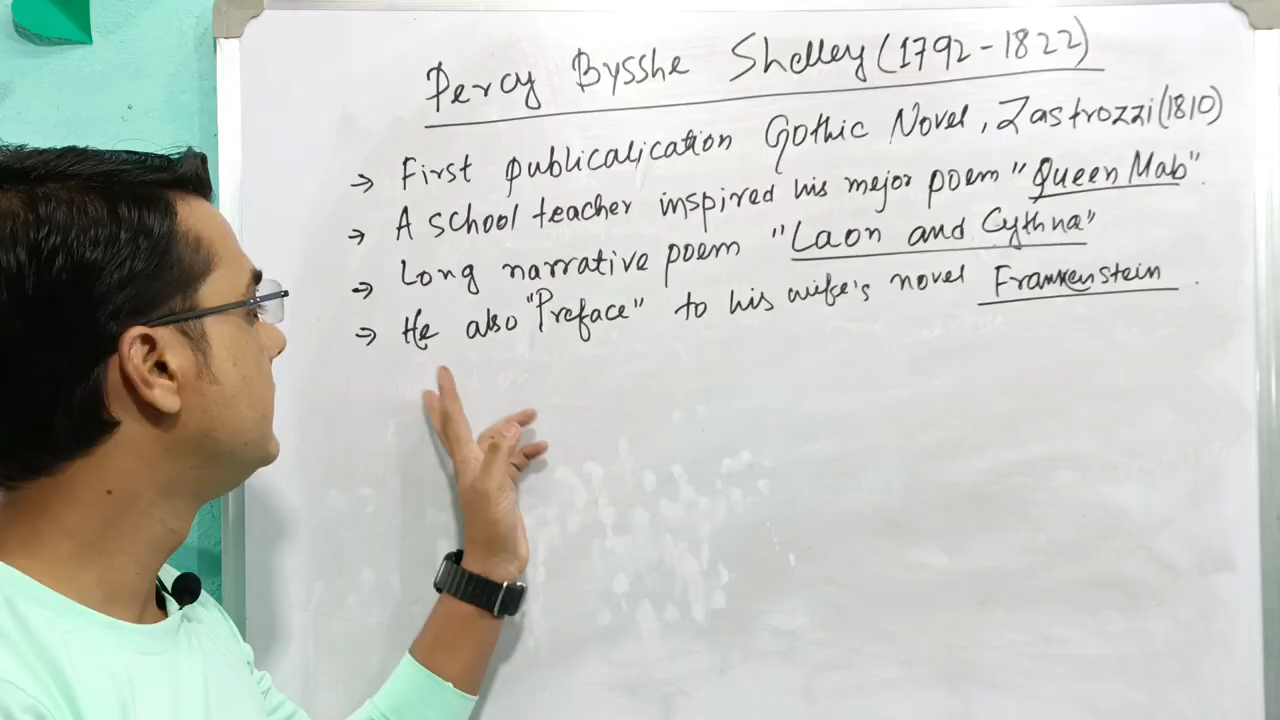 Percy Bysshe Shelley (1792-1822)
→ First publicalication Gothic Novel, Zastrozzi (1810)
→ A school teacher inspired his mejor poem "Queen Mab".
→ Long narrative poem "Laon and Cythna"
→ He also "Preface" to his wife's novel Frankenstein.